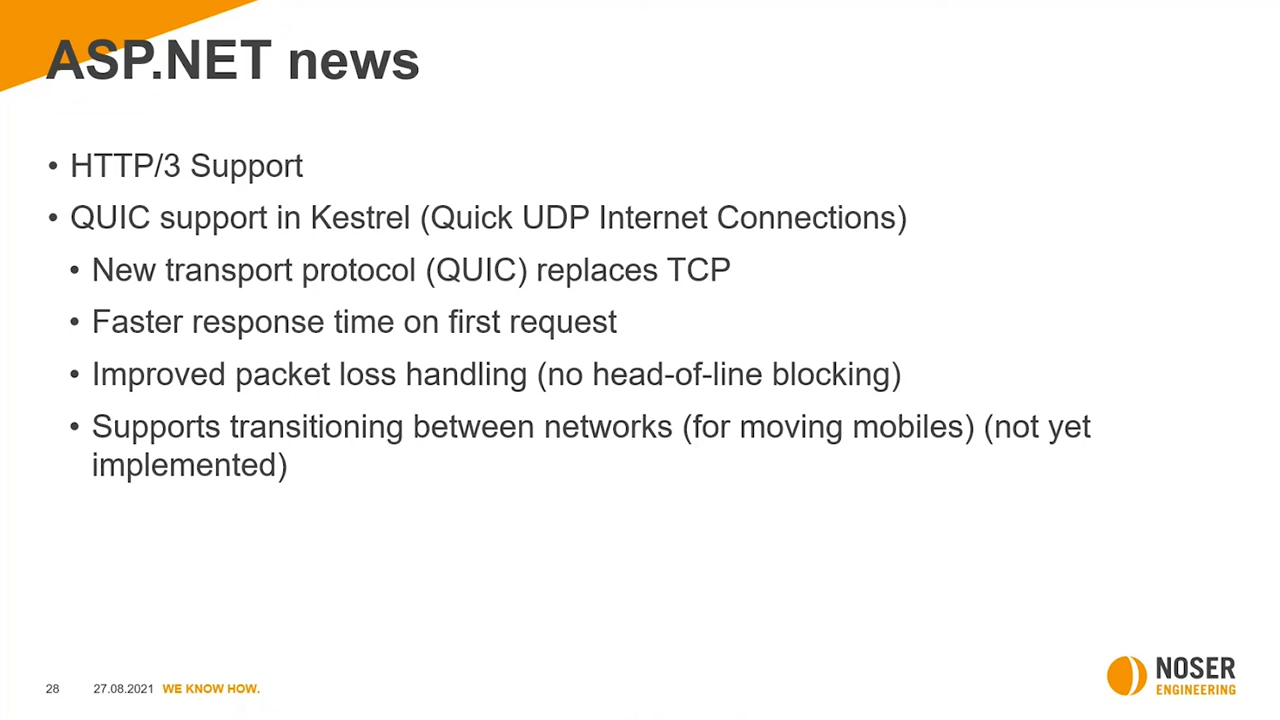 ASP.NET news
• HTTP/3 Support
• QUIC support in Kestrel (Quick UDP Internet Connections)
• New transport protocol (QUIC) replaces TCP
• Faster response time on first request
• Improved packet loss handling (no head-of-line blocking)
• Supports transitioning between networks (for moving mobiles) (not yet
implemented)
28 27.08.2021 WE KNOW HOW.
NOSER
ENGINEERING